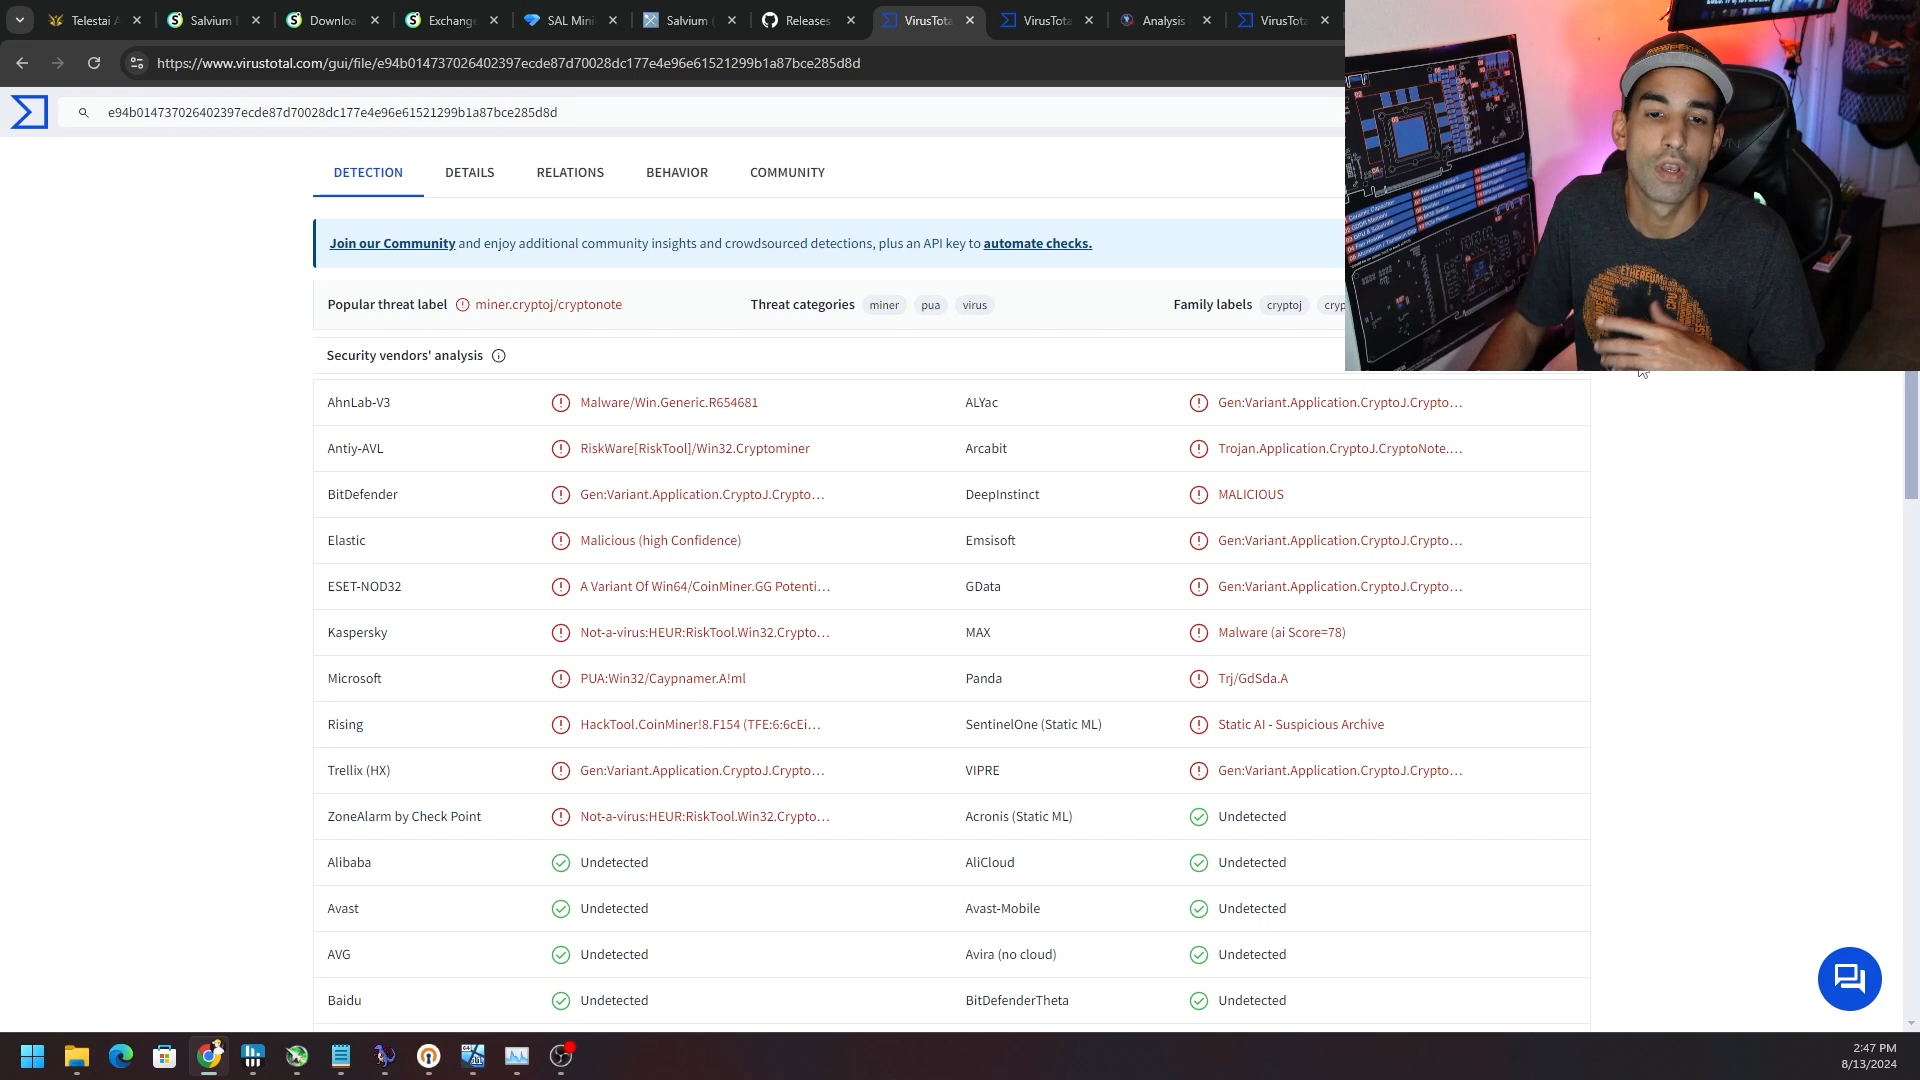 Telestai A
Salvium
Downloa
Exchange
SAL Mini
Salvium (
Releases
VirusTota
VirusTota
Analysis
VirusTota
https://www.virustotal.com/gui/file/e94b014737026402397ecde87d70028dc177e4e96e61521299b1a87bce285d8d
e94b014737026402397ecde87d70028dc177e4e96e61521299b1a87bce285d8d
DETECTION DETAILS RELATIONS BEHAVIOR COMMUNITY
Join our Community and enjoy additional community insights and crowdsourced detections, plus an API key to automate checks.
Popular threat label miner.cryptoj/cryptonote Threat categories miner pua virus Family labels cryptoj cryp
Security vendors' analysis
AhnLab-V3 Malware/Win.Generic.R654681 ALYac Gen:Variant.Application.CryptoJ.Crypto…
Antiy-AVL RiskWare[RiskTool]/Win32.Cryptominer Arcabit Trojan.Application.CryptoJ.CryptoNote.…
BitDefender Gen:Variant.Application.CryptoJ.Crypto… DeepInstinct MALICIOUS
Elastic Malicious (high Confidence) Emsisoft Gen:Variant.Application.CryptoJ.Crypto…
ESET-NOD32 A Variant Of Win64/CoinMiner.GG Potenti… GData Gen:Variant.Application.CryptoJ.Crypto…
Kaspersky Not-a-virus:HEUR:RiskTool.Win32.Crypto… MAX Malware (ai Score=78)
Microsoft PUA:Win32/Caypnamer.A!ml Panda Trj/GdSda.A
Rising HackTool.CoinMiner!8.F154 (TFE:6:6cEi… SentinelOne (Static ML) Static AI - Suspicious Archive
Trellix (HX) Gen:Variant.Application.CryptoJ.Crypto… VIPRE Gen:Variant.Application.CryptoJ.Crypto…
ZoneAlarm by Check Point Not-a-virus:HEUR:RiskTool.Win32.Crypto… Acronis (Static ML) Undetected
Alibaba Undetected AliCloud Undetected
Avast Undetected Avast-Mobile Undetected
AVG Undetected Avira (no cloud) Undetected
Baidu Undetected BitDefenderTheta Undetected
ETHEREUM
CPU
2:47 PM
8/13/2024